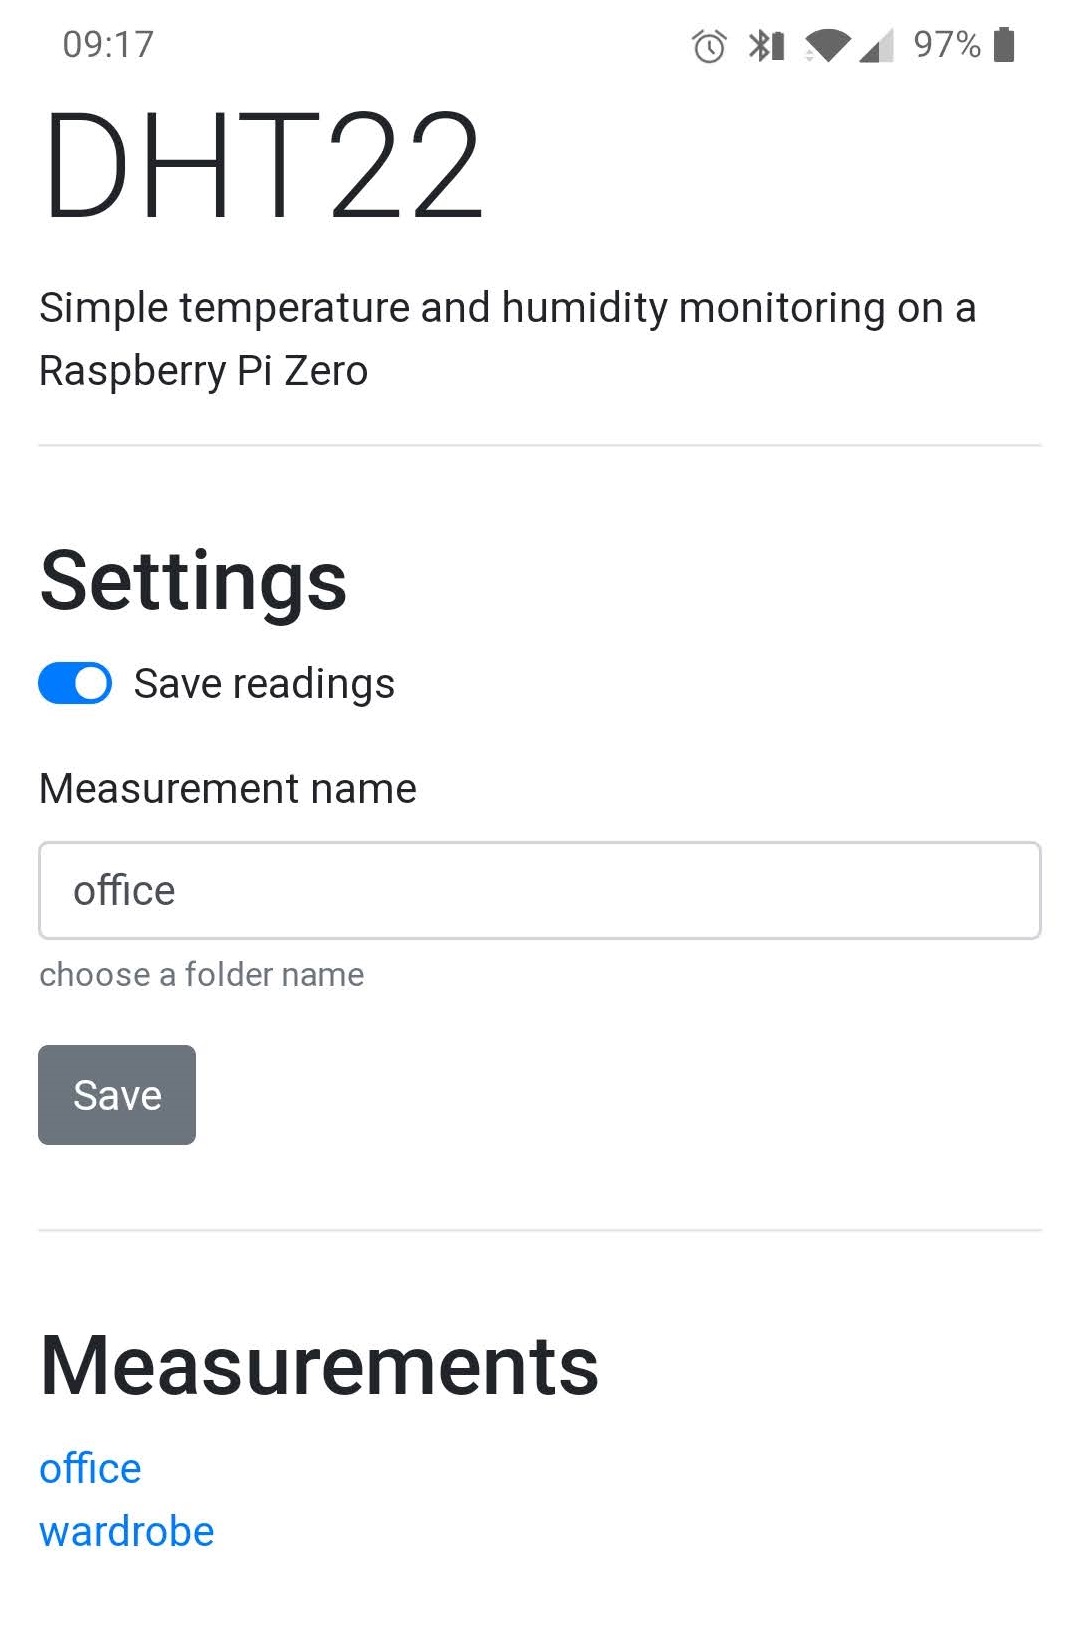 09:17 97%
DHT22
Simple temperature and humidity monitoring on a
Raspberry Pi Zero
Settings
Save readings
Measurement name
office
choose a folder name
Save
Measurements
office
wardrobe